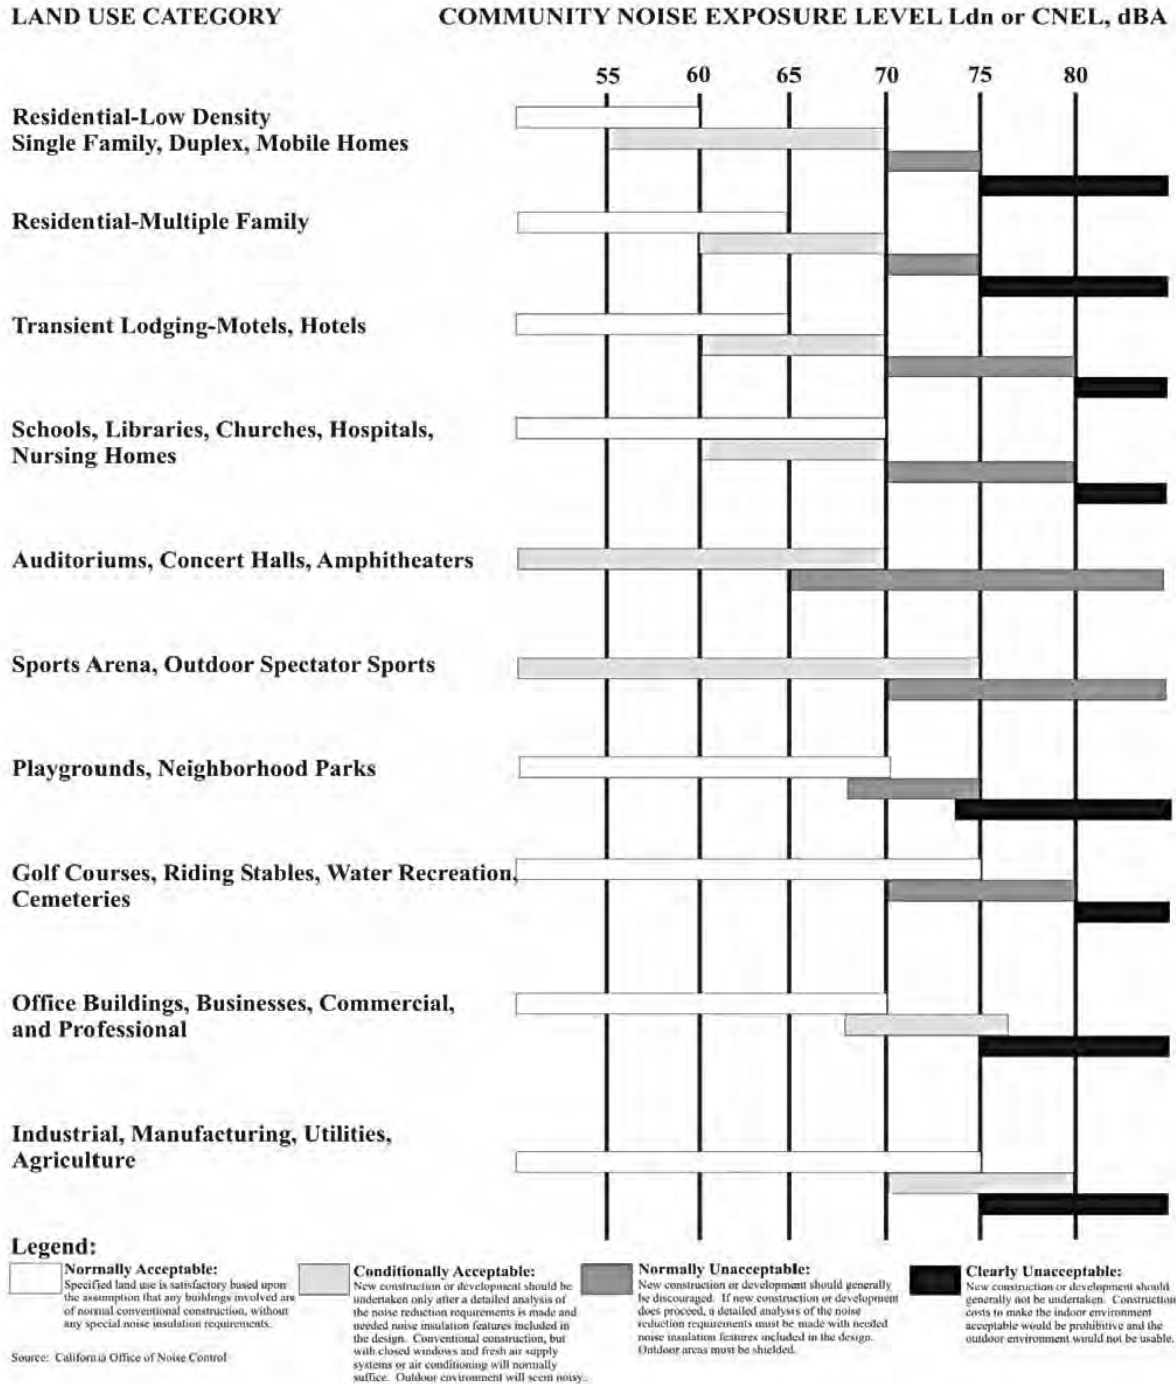 LAND USE CATEGORY
COMMUNITY NOISE EXPOSURE LEVEL Ldn or CNEL, dBA
55 60 65 70 75 80
Residential-Low Density
Single Family, Duplex, Mobile Homes
Residential-Multiple Family
Transient Lodging-Motels, Hotels
Schools, Libraries, Churches, Hospitals,
Nursing Homes
Auditoriums, Concert Halls, Amphitheaters
Sports Arena, Outdoor Spectator Sports
Playgrounds, Neighborhood Parks
Golf Courses, Riding Stables, Water Recreation,
Cemeteries
Office Buildings, Businesses, Commercial,
and Professional
Industrial, Manufacturing, Utilities,
Agriculture
Legend:
Normally Acceptable:
Specified land use is satisfactory based upon
the assumption that any buildings involved are
of normal conventional construction, without
any special noise insulation requirements.
Conditionally Acceptable:
New construction or development should be
undertaken only after a detailed analysis of
the noise reduction requirements is made and
needed noise insulation features included in
the design. Conventional construction, but
with closed windows and fresh air supply
systems or air conditioning will normally
suffice. Outdoor environment will seem noisy..
Normally Unacceptable:
New construction or development should generally
be discouraged. If new construction or development
does proceed, a detailed analysis of the noise
reduction requirements must be made with needed
noise insulation features included in the design.
Outdoor areas must be shielded.
Clearly Unacceptable:
New construction or development should
generally not be undertaken. Construction
costs to make the indoor environment
acceptable would be prohibitive and the
outdoor environment would not be usable.
Source: California Office of Noise Control